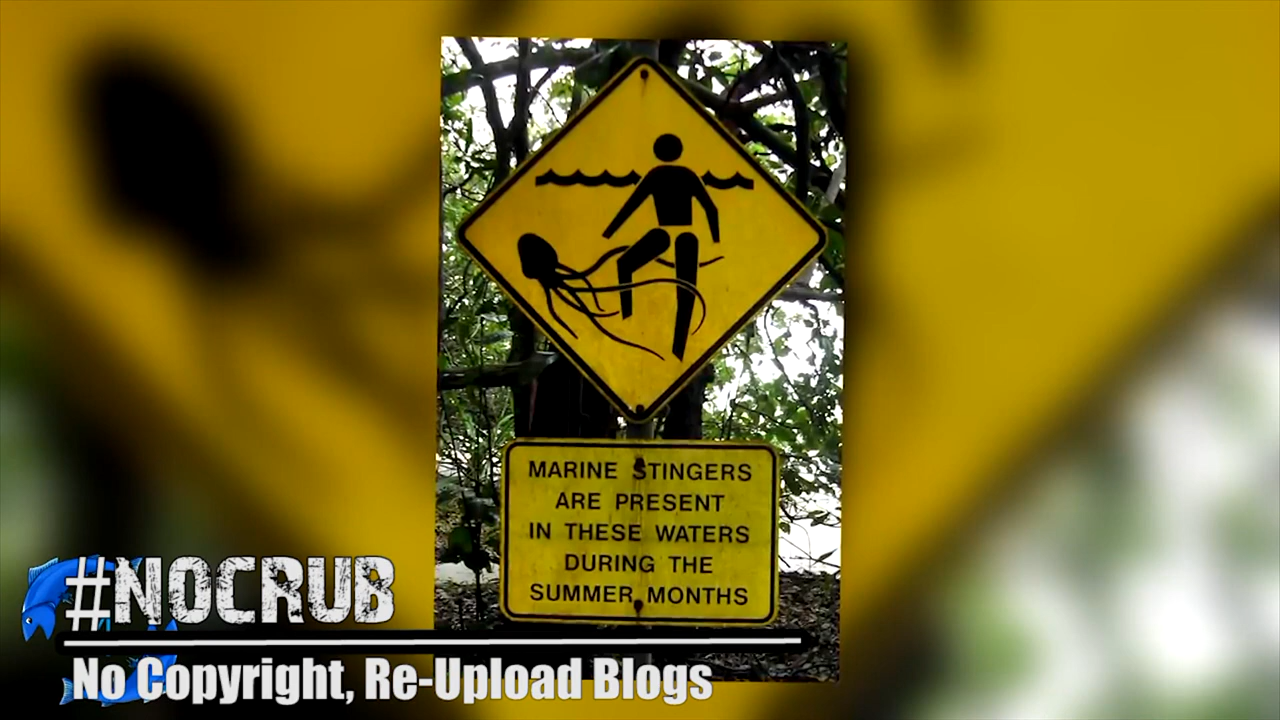 MARINE STINGERS
ARE PRESENT
IN THESE WATERS
DURING THE
SUMMER MONTHS
#NOCRUB
No Copyright, Re-Upload Blogs